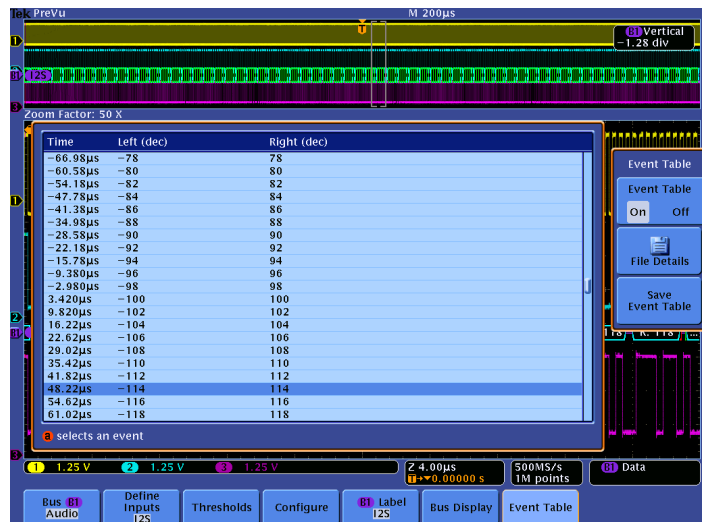 Tek PreVu M 200µs
T
B1 Vertical
−1.28 div
1
B1 I2S
3
Zoom Factor: 50 X
Time Left (dec) Right (dec)
−66.98µs −78 78
−60.58µs −80 80
−54.18µs −82 82
−47.78µs −84 84
−41.38µs −86 86
−34.98µs −88 88
−28.58µs −90 90
−22.18µs −92 92
−15.78µs −94 94
−9.380µs −96 96
−2.980µs −98 98
3.420µs −100 100
9.820µs −102 102
16.22µs −104 104
22.62µs −106 106
29.02µs −108 108
35.42µs −110 110
41.82µs −112 112
48.22µs −114 114
54.62µs −116 116
61.02µs −118 118
a selects an event
Event Table
Event Table
On Off
File Details
Save
Event Table
1
2
B1
3
1 1.25 V 2 1.25 V 3 1.25 V
Z 4.00µs
T→▼0.00000 s
500MS/s
1M points
B1 Data
Bus B1
Audio
Define
Inputs
I2S
Thresholds
Configure
B1 Label
I2S
Bus Display
Event Table